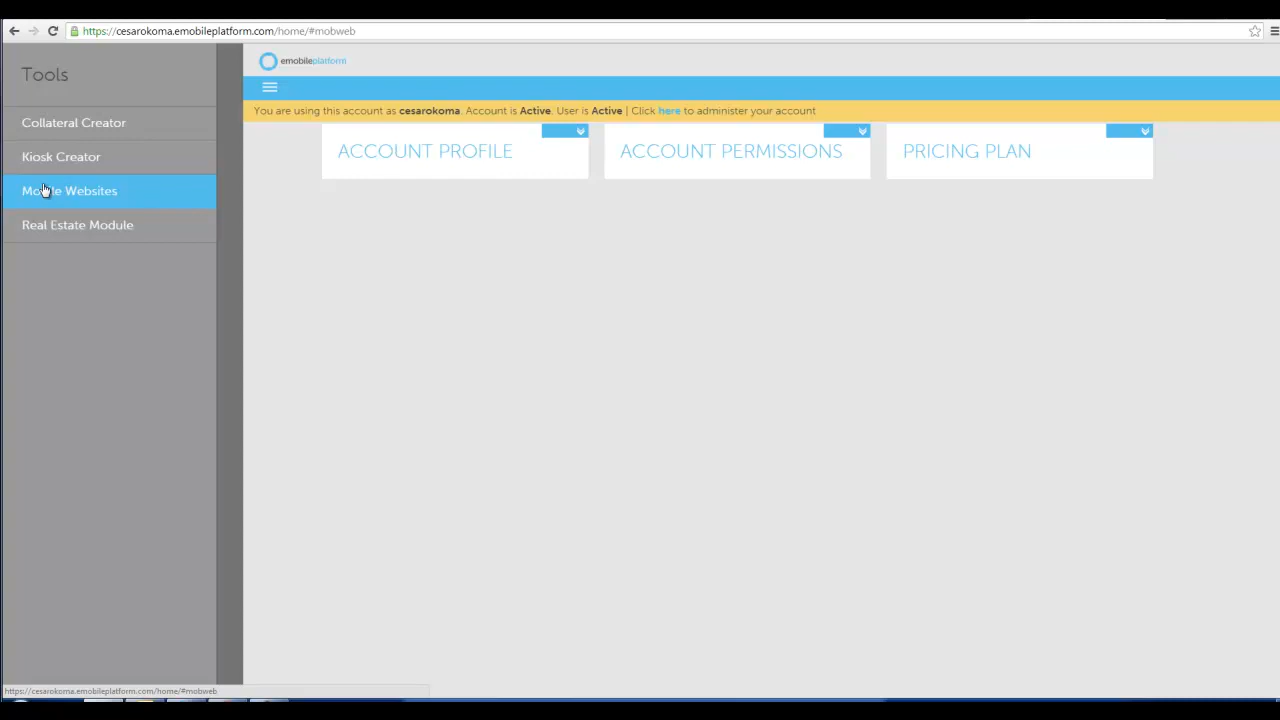 https://cesarokoma.emobileplatform.com/home/#mobweb
Tools
Collateral Creator
Kiosk Creator
Mobile Websites
Real Estate Module
emobileplatform
You are using this account as cesarokoma. Account is Active. User is Active | Click here to administer your account
ACCOUNT PROFILE
ACCOUNT PERMISSIONS
PRICING PLAN
https://cesarokoma.emobileplatform.com/home/#mobweb